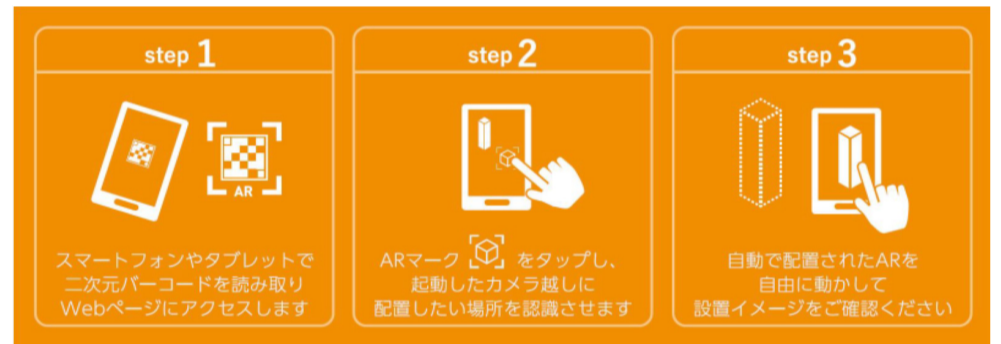 step 1
スマートフォンやタブレットで
二次元バーコードを読み取り
Webページにアクセスします
AR
step 2
ARマーク をタップし、
起動したカメラ越しに
配置したい場所を認識させます
step 3
自動で配置されたARを
自由に動かして
設置イメージをご確認ください